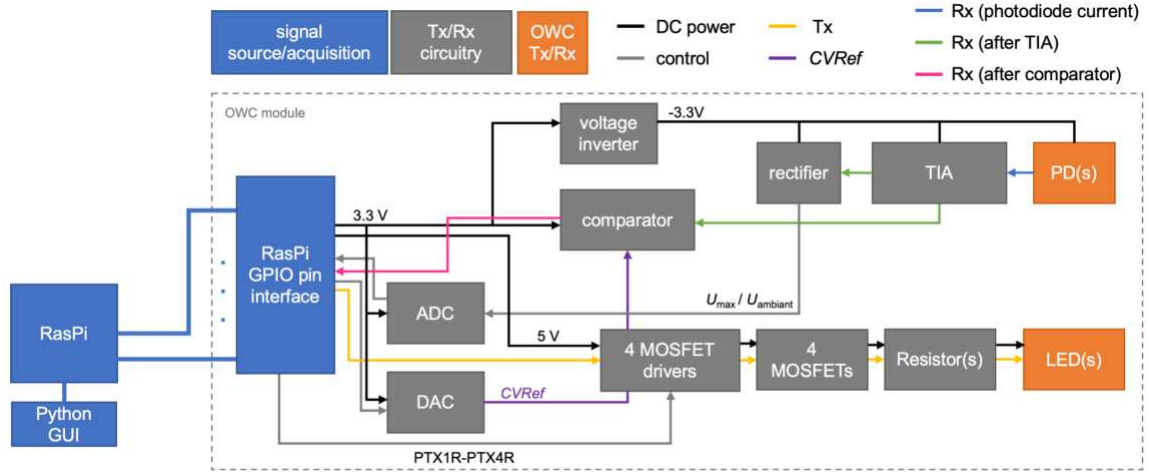 signal
source/acquisition
Tx/Rx
circuitry
OWC
Tx/Rx
DC power
control
Tx
CVRef
Rx (photodiode current)
Rx (after TIA)
Rx (after comparator)
OWC module
voltage
inverter
-3.3V
rectifier
TIA
PD(s)
3.3 V
comparator
RasPi
GPIO pin
interface
RasPi
ADC
Umax / Uambiant
5 V
4 MOSFET
drivers
4
MOSFETs
Resistor(s)
LED(s)
DAC
CVRef
Python
GUI
PTX1R-PTX4R